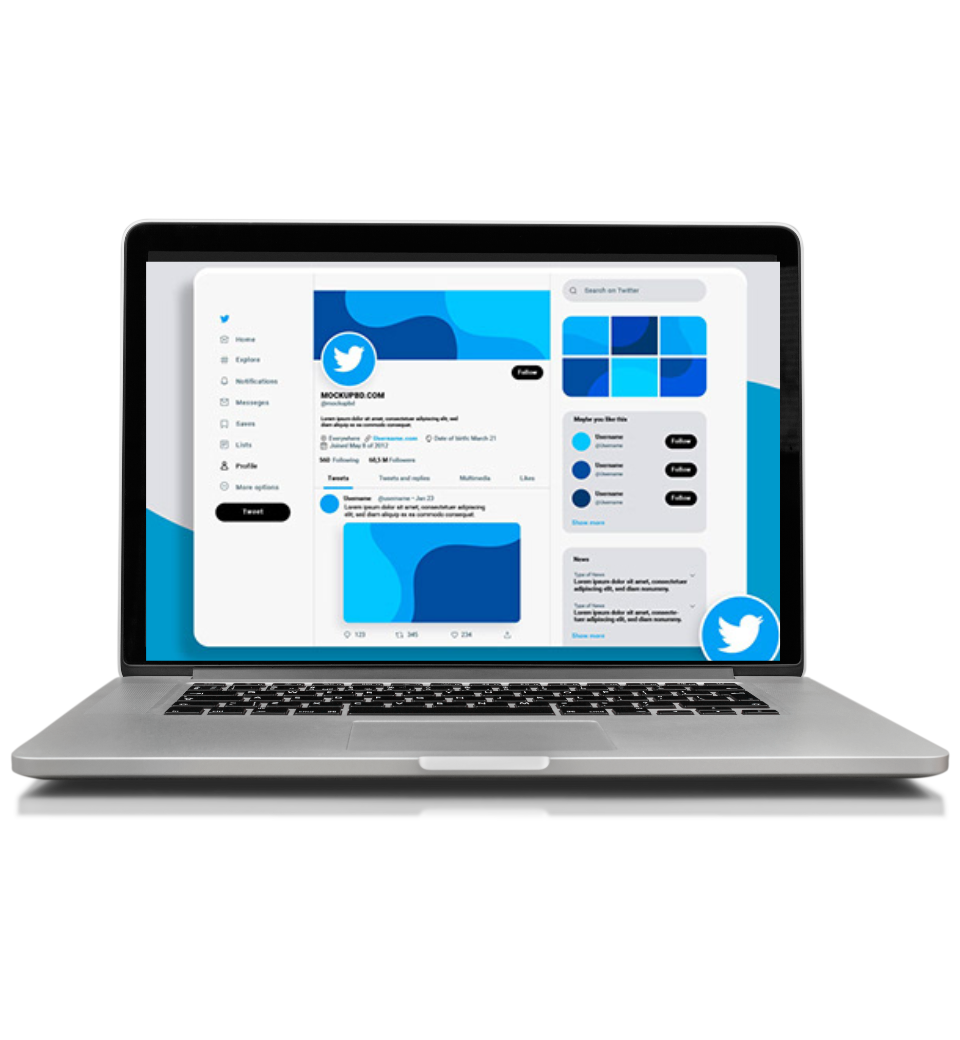 Home
Explore
Notifications
Messeges
Saves
Lists
Profile
More options
Tweet
MOCKUPBD.COM
@mockupbd
Follow
Lorem ipsum dolor sit amet, consectetuer adipiscing elit, sed
diam aliquip ex ea commodo consequat.
Everywhere Username.com Date of birth: March 21
Joined May 8 of 2012
560 Following 60,5 M Followers
Tweets Tweets and replies Multimedia Likes
Username @username • Jan 23
Lorem ipsum dolor sit amet, consectetuer adipiscing
elit, sed diam aliquip ex ea commodo consequat.
123 345 234
Search on Twitter
Maybe you like this
Username
@Username
Follow
Username
@Username
Follow
Username
@Username
Follow
Show more
News
Type of News
Lorem ipsum dolor sit amet, consectetuer
adipiscing elit, sed diam nonummy.
Type of News
Lorem ipsum dolor sit amet, consecte-
tuer adipiscing elit, sed diam nonummy.
Show more